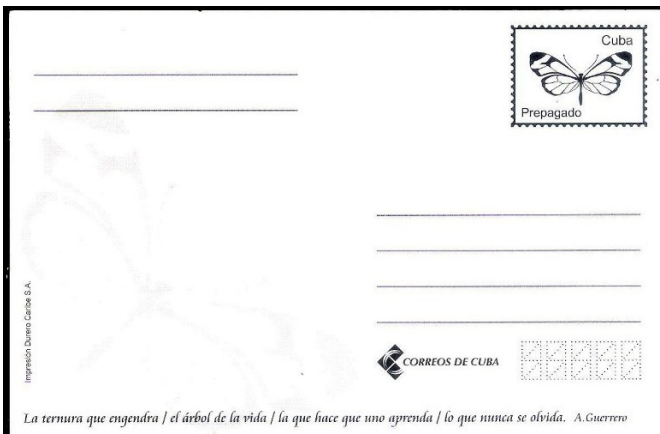 Cuba
Prepagado
Impresión Durero Caribe S.A.
CORREOS DE CUBA
La ternura que engendra / el árbol de la vida / la que hace que uno aprenda / lo que nunca se olvida. A.Guerrero